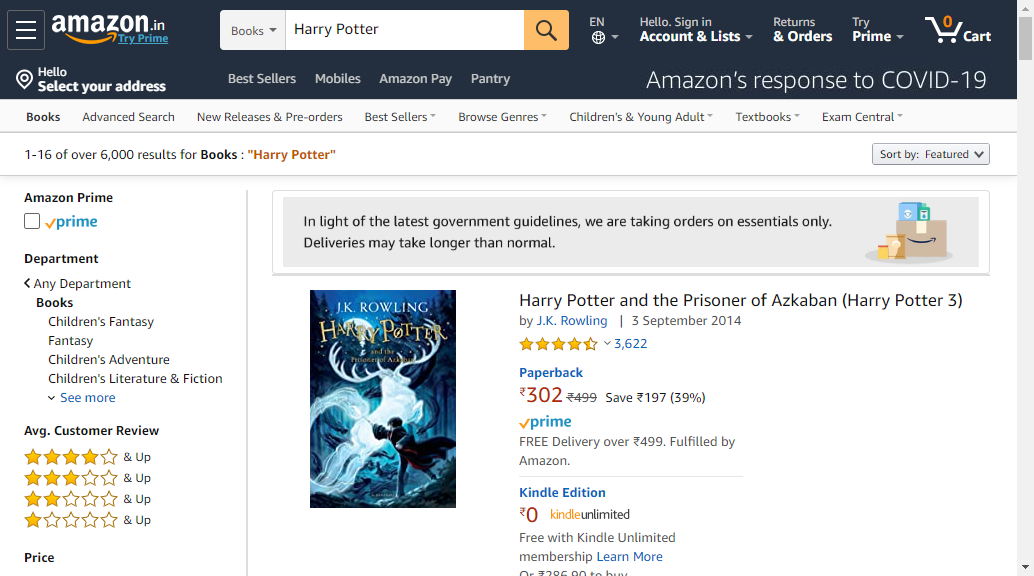 amazon.in
Try Prime
Books
Harry Potter
EN
Hello. Sign in
Account & Lists
Returns
& Orders
Try
Prime
0
Cart
Hello
Select your address
Best Sellers
Mobiles
Amazon Pay
Pantry
Amazon's response to COVID-19
Books
Advanced Search
New Releases & Pre-orders
Best Sellers
Browse Genres
Children's & Young Adult
Textbooks
Exam Central
1-16 of over 6,000 results for Books : "Harry Potter"
Sort by: Featured
Amazon Prime
prime
Department
Any Department
Books
Children's Fantasy
Fantasy
Children's Adventure
Children's Literature & Fiction
See more
Avg. Customer Review
& Up
& Up
& Up
& Up
Price
In light of the latest government guidelines, we are taking orders on essentials only.
Deliveries may take longer than normal.
J.K. ROWLING
HARRY POTTER
and the
Prisoner of Azkaban
Harry Potter and the Prisoner of Azkaban (Harry Potter 3)
by J.K. Rowling | 3 September 2014
3,622
Paperback
₹302 ₹499 Save ₹197 (39%)
prime
FREE Delivery over ₹499. Fulfilled by
Amazon.
Kindle Edition
₹0 kindleunlimited
Free with Kindle Unlimited
membership Learn More
Or ₹286.90 to buy